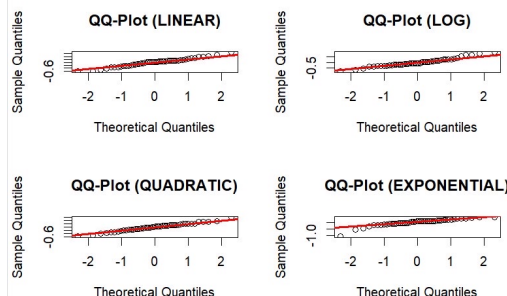 QQ-Plot (LINEAR)
Sample Quantiles
-0.6
-2 -1 0 1 2
Theoretical Quantiles
QQ-Plot (LOG)
Sample Quantiles
-0.5
-2 -1 0 1 2
Theoretical Quantiles
QQ-Plot (QUADRATIC)
Sample Quantiles
-0.6
-2 -1 0 1 2
Theoretical Quantiles
QQ-Plot (EXPONENTIAL)
Sample Quantiles
-1.0
-2 -1 0 1 2
Theoretical Quantiles